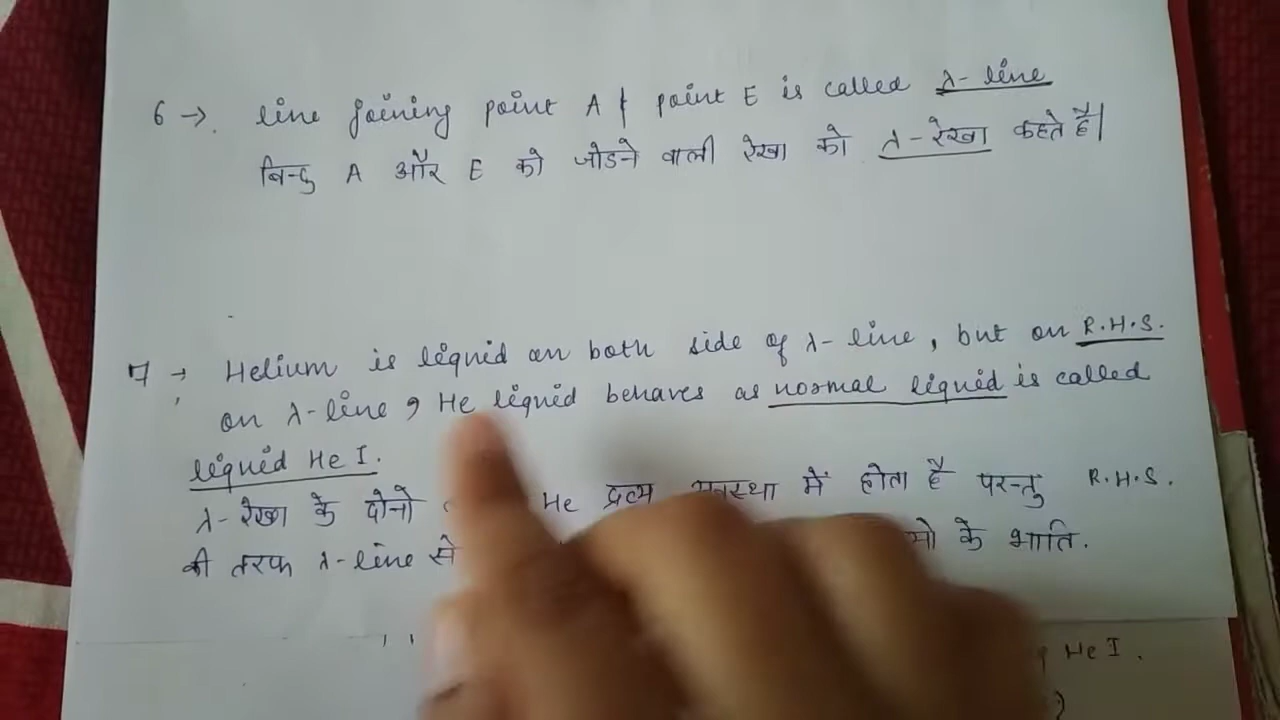 6 → line joining point A & point E is called λ- line
बिन्दु A और E को जोडने वाली रेखा को λ-रेखा कहते है।
7 → Helium is liquid on both side of λ-line, but on R.H.S.
on λ-line, He liquid behaves as normal liquid is called
liquid He I.
λ-रेखा के दोनो He द्रव्य अवस्था में होता है परन्तु R.H.S.
की तरफ λ-line से के भाति.
He I.